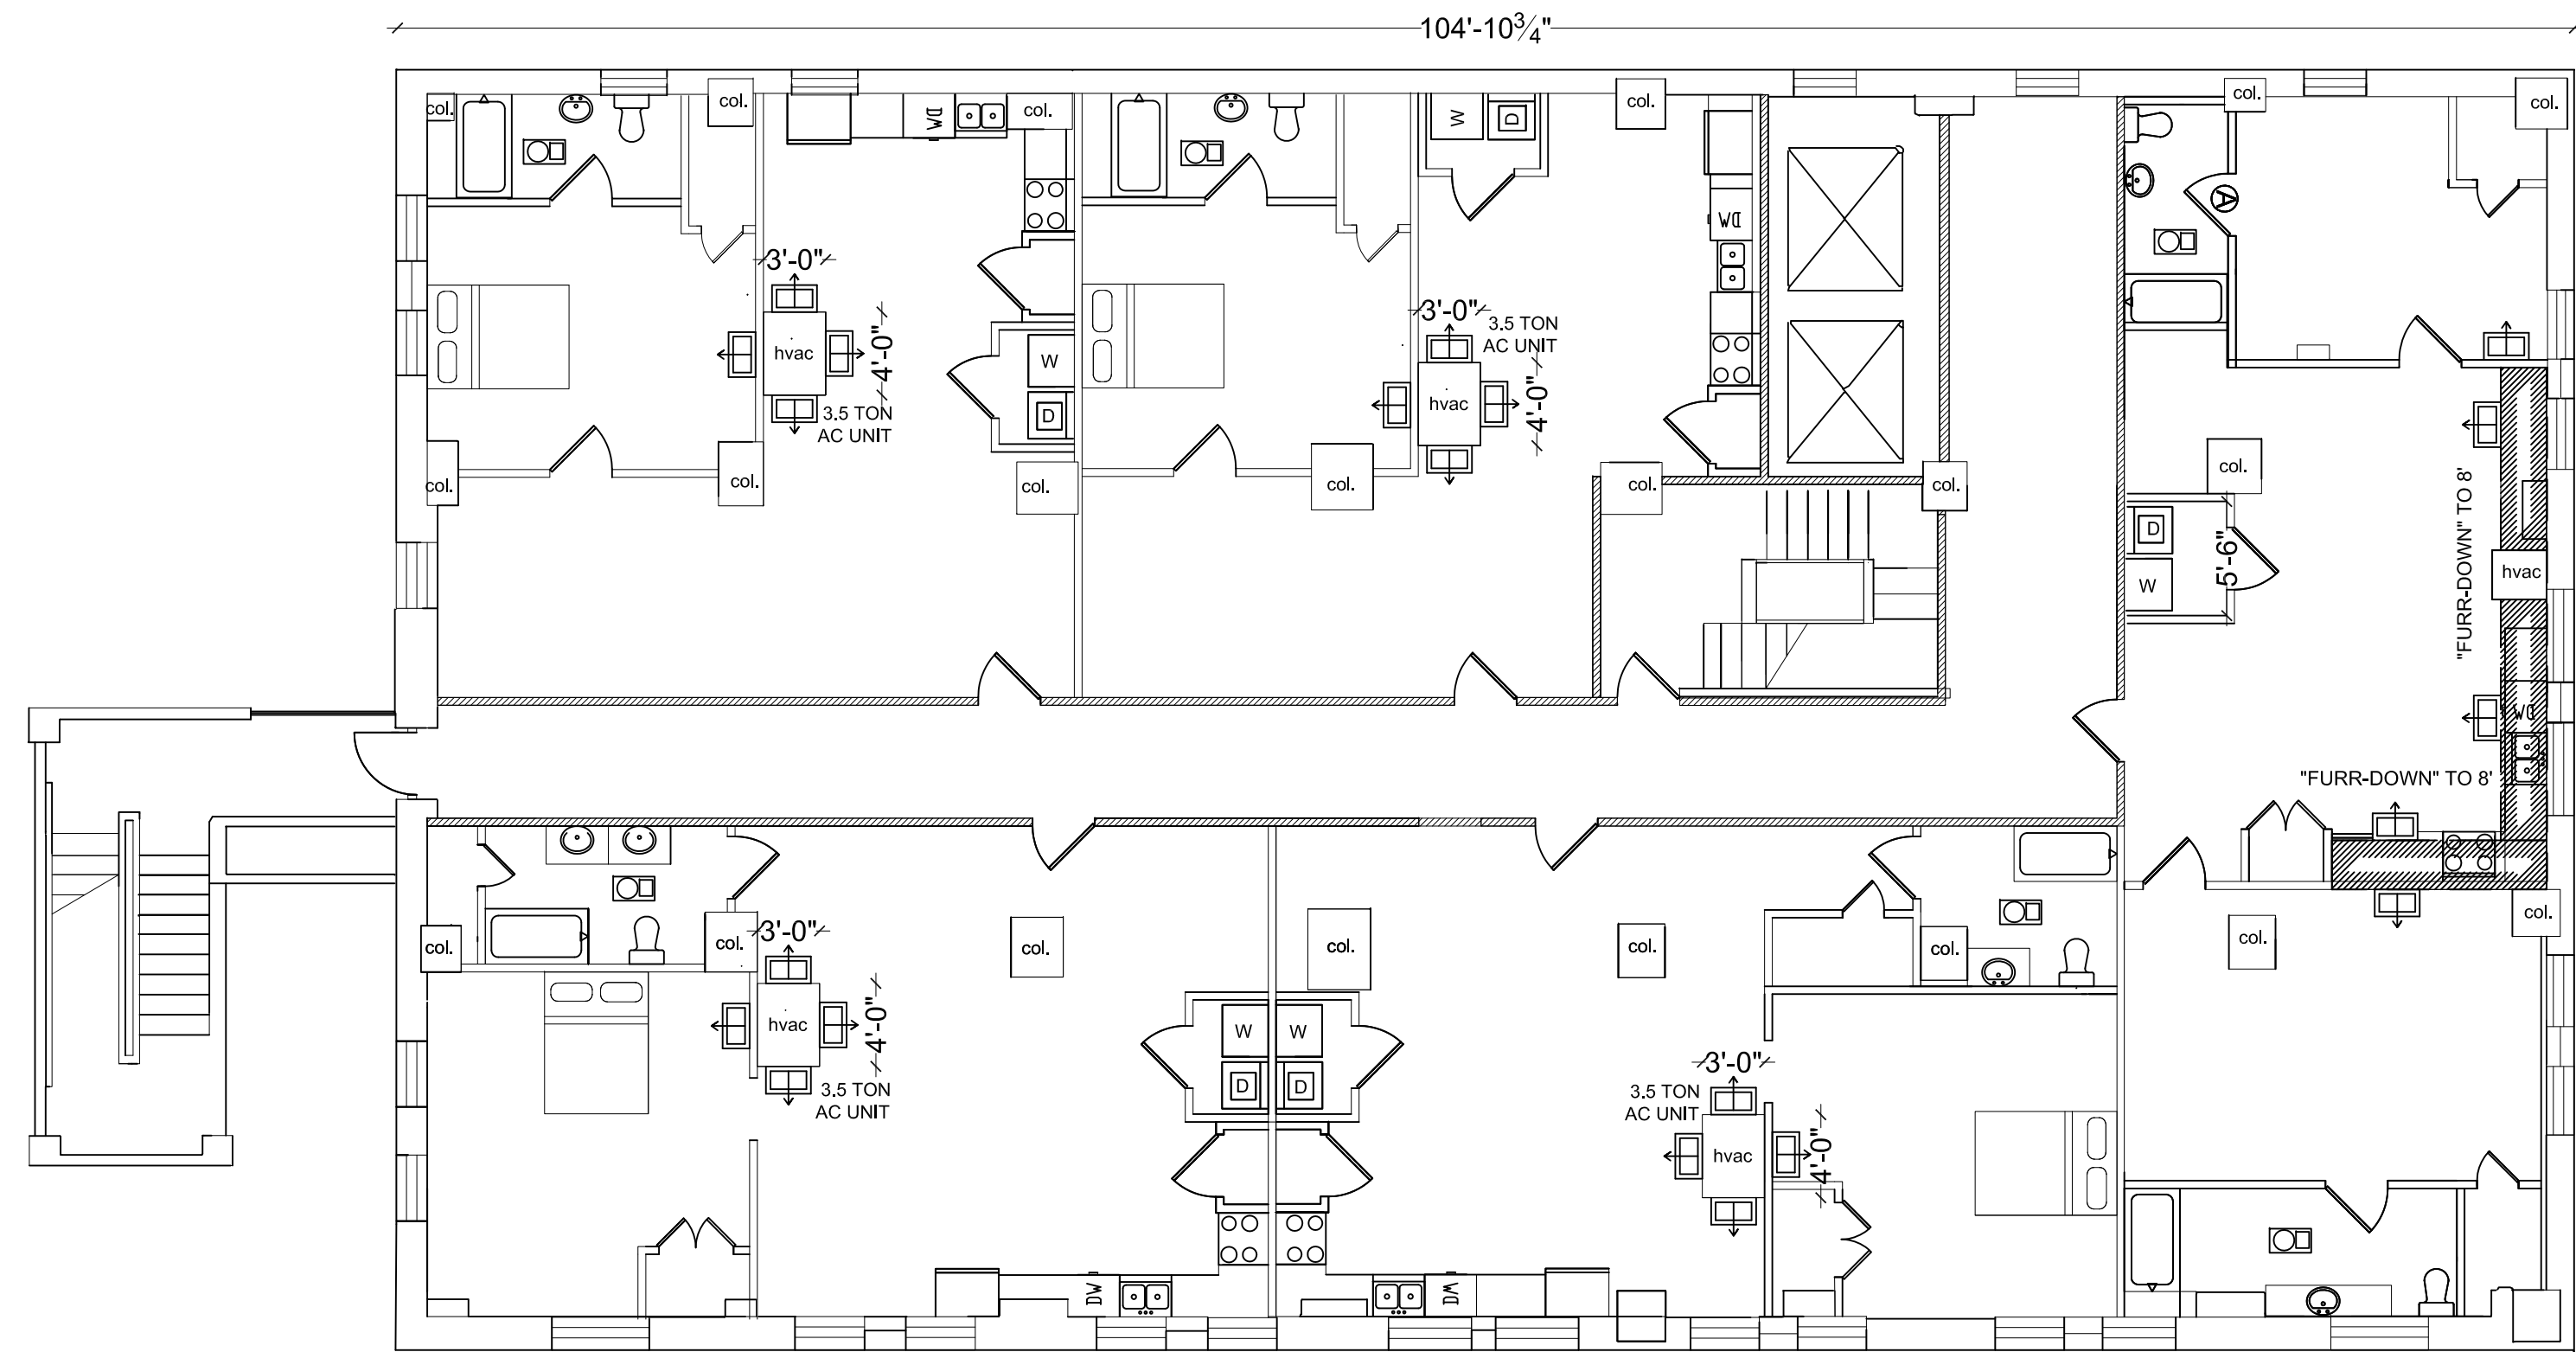 104'-10¾"
col.
col.
DW
col.
W
D
col.
col.
col.
DW
A
3'-0"
hvac
4'-0"
3.5 TON
AC UNIT
W
D
3'-0"
3.5 TON
AC UNIT
hvac
4'-0"
col.
col.
col.
col.
col.
col.
col.
D
W
5'-6"
"FURR-DOWN" TO 8'
hvac
DW
"FURR-DOWN" TO 8'
col.
col.
3'-0"
col.
col.
col.
col.
col.
col.
hvac
4'-0"
3.5 TON
AC UNIT
W
W
D
D
3'-0"
3.5 TON
AC UNIT
hvac
4'-0"
DW
DW